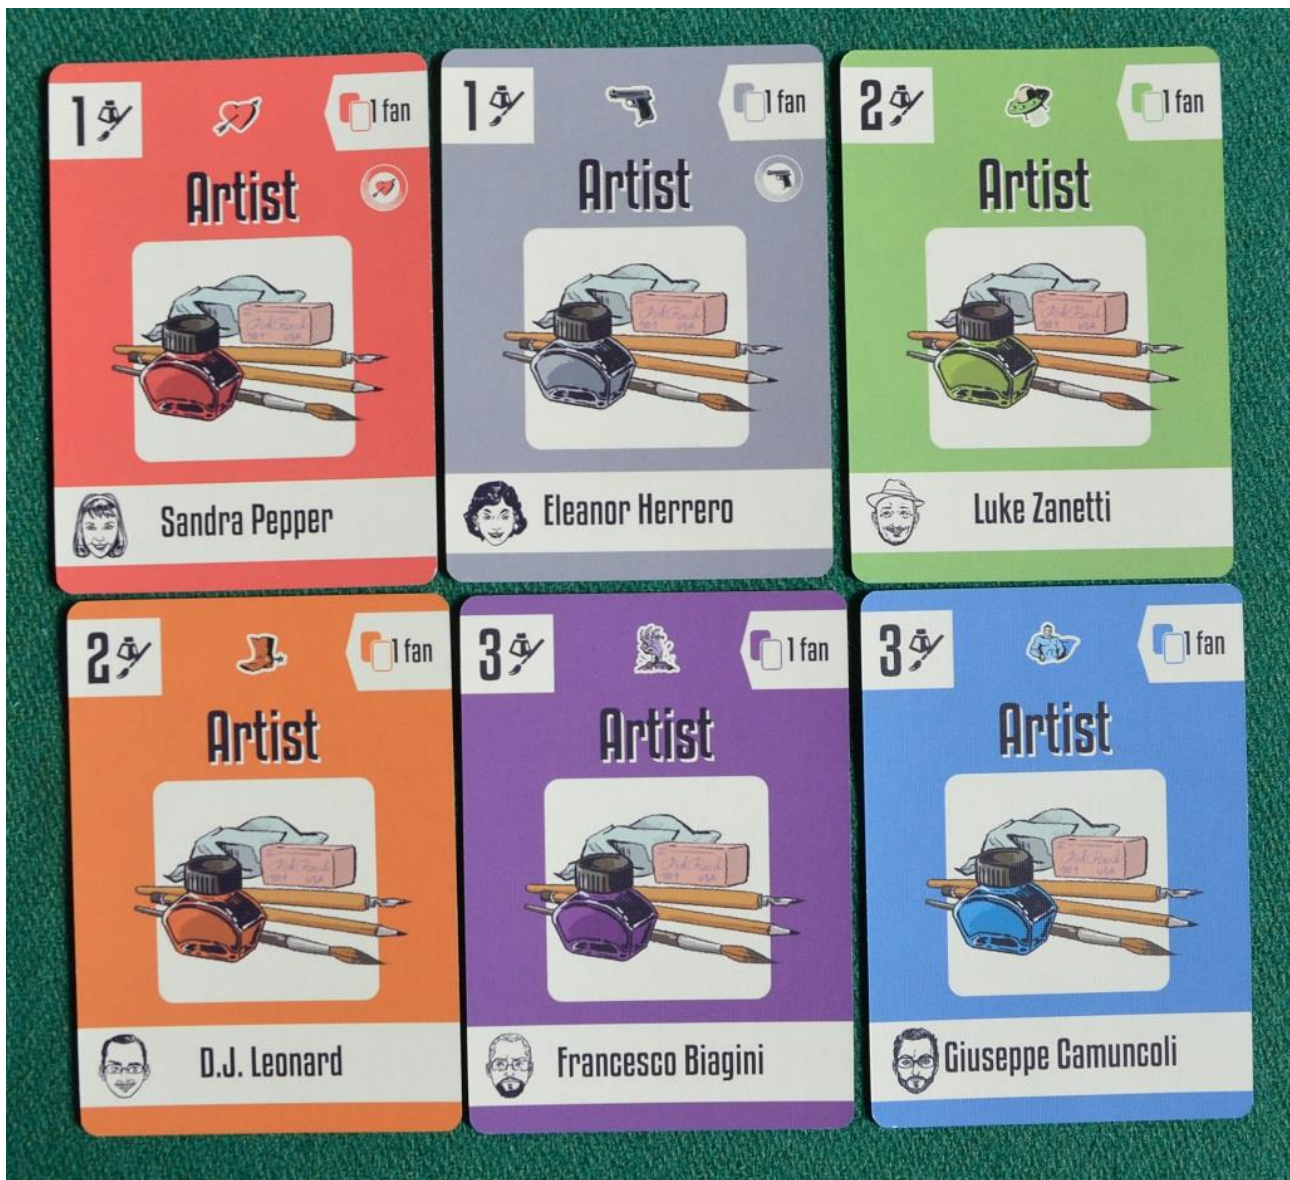 1 1 fan
Artist
Sandra Pepper
1 1 fan
Artist
Eleanor Herrero
2 1 fan
Artist
Luke Zanetti
2 1 fan
Artist
D.J. Leonard
3 1 fan
Artist
Francesco Biagini
3 1 fan
Artist
Giuseppe Camuncoli